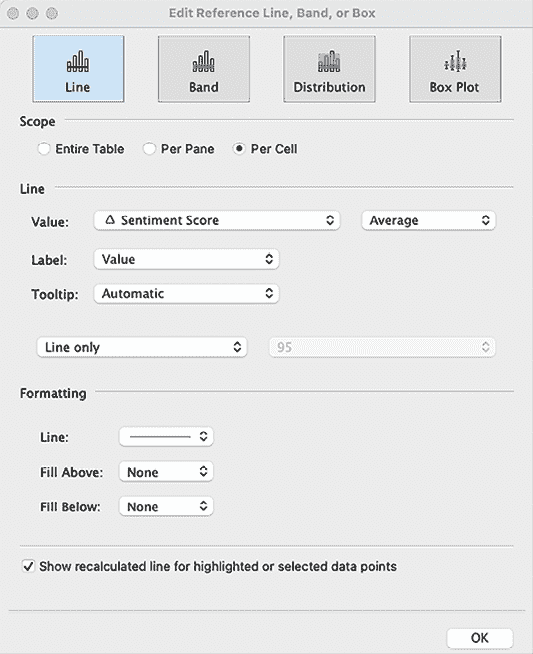 Edit Reference Line, Band, or Box
Line Band Distribution Box Plot
Scope
Entire Table Per Pane Per Cell
Line
Value: Sentiment Score Average
Label: Value
Tooltip: Automatic
Line only 95
Formatting
Line:
Fill Above: None
Fill Below: None
Show recalculated line for highlighted or selected data points
OK